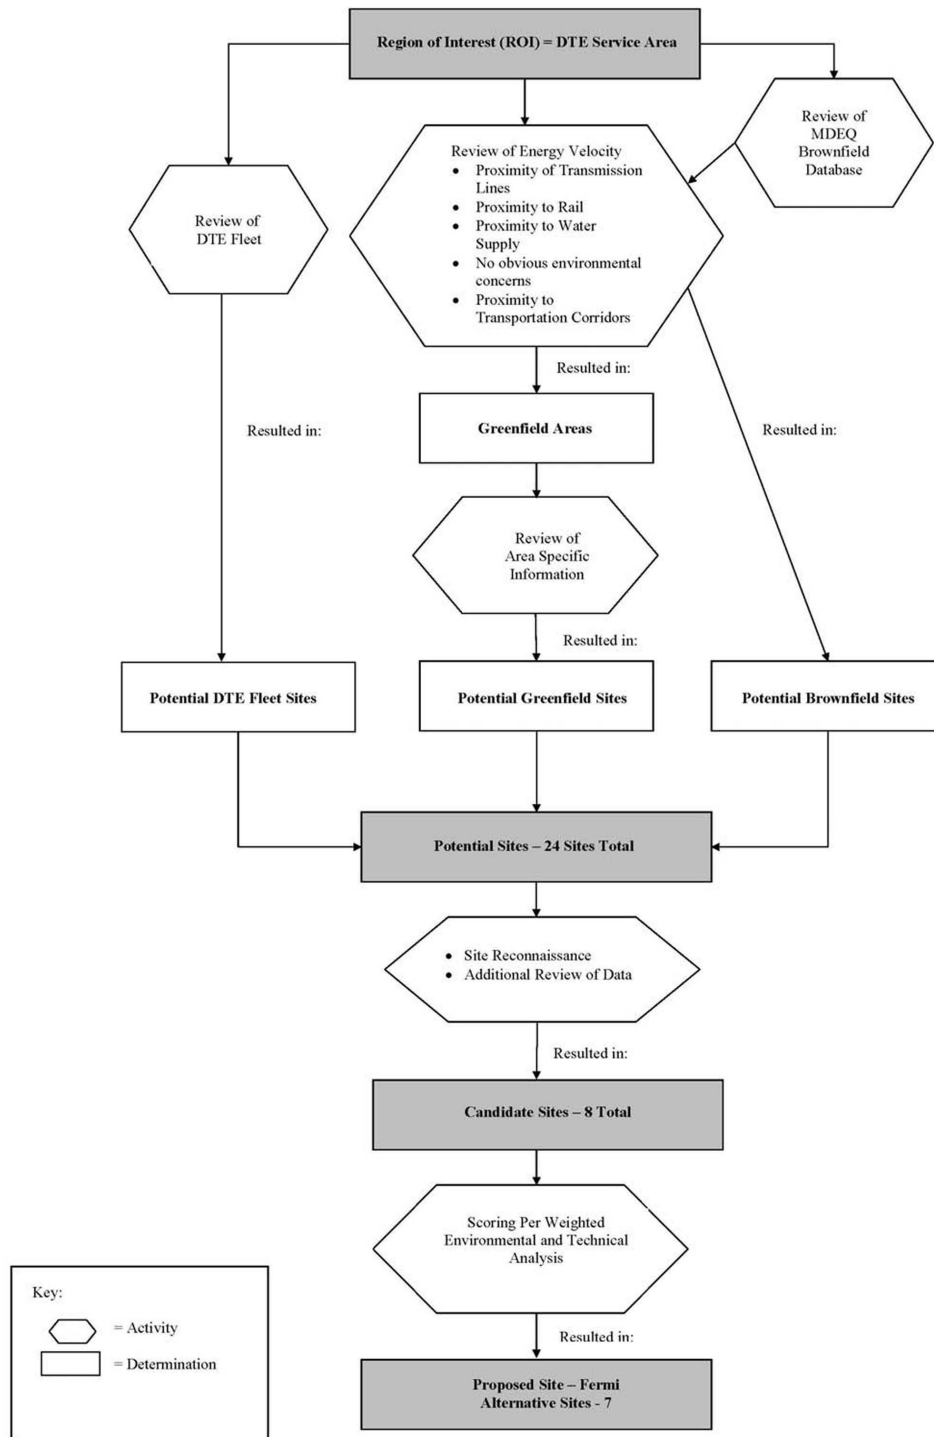 Region of Interest (ROI) = DTE Service Area
Review of
MDEQ
Brownfield
Database
Review of Energy Velocity
• Proximity of Transmission
Lines
• Proximity to Rail
• Proximity to Water
Supply
• No obvious environmental
concerns
• Proximity to
Transportation Corridors
Review of
DTE Fleet
Resulted in:
Resulted in:
Greenfield Areas
Resulted in:
Review of
Area Specific
Information
Resulted in:
Potential DTE Fleet Sites
Potential Greenfield Sites
Potential Brownfield Sites
Potential Sites – 24 Sites Total
• Site Reconnaissance
• Additional Review of Data
Resulted in:
Candidate Sites – 8 Total
Scoring Per Weighted
Environmental and Technical
Analysis
Resulted in:
Proposed Site – Fermi
Alternative Sites - 7
Key:
= Activity
= Determination